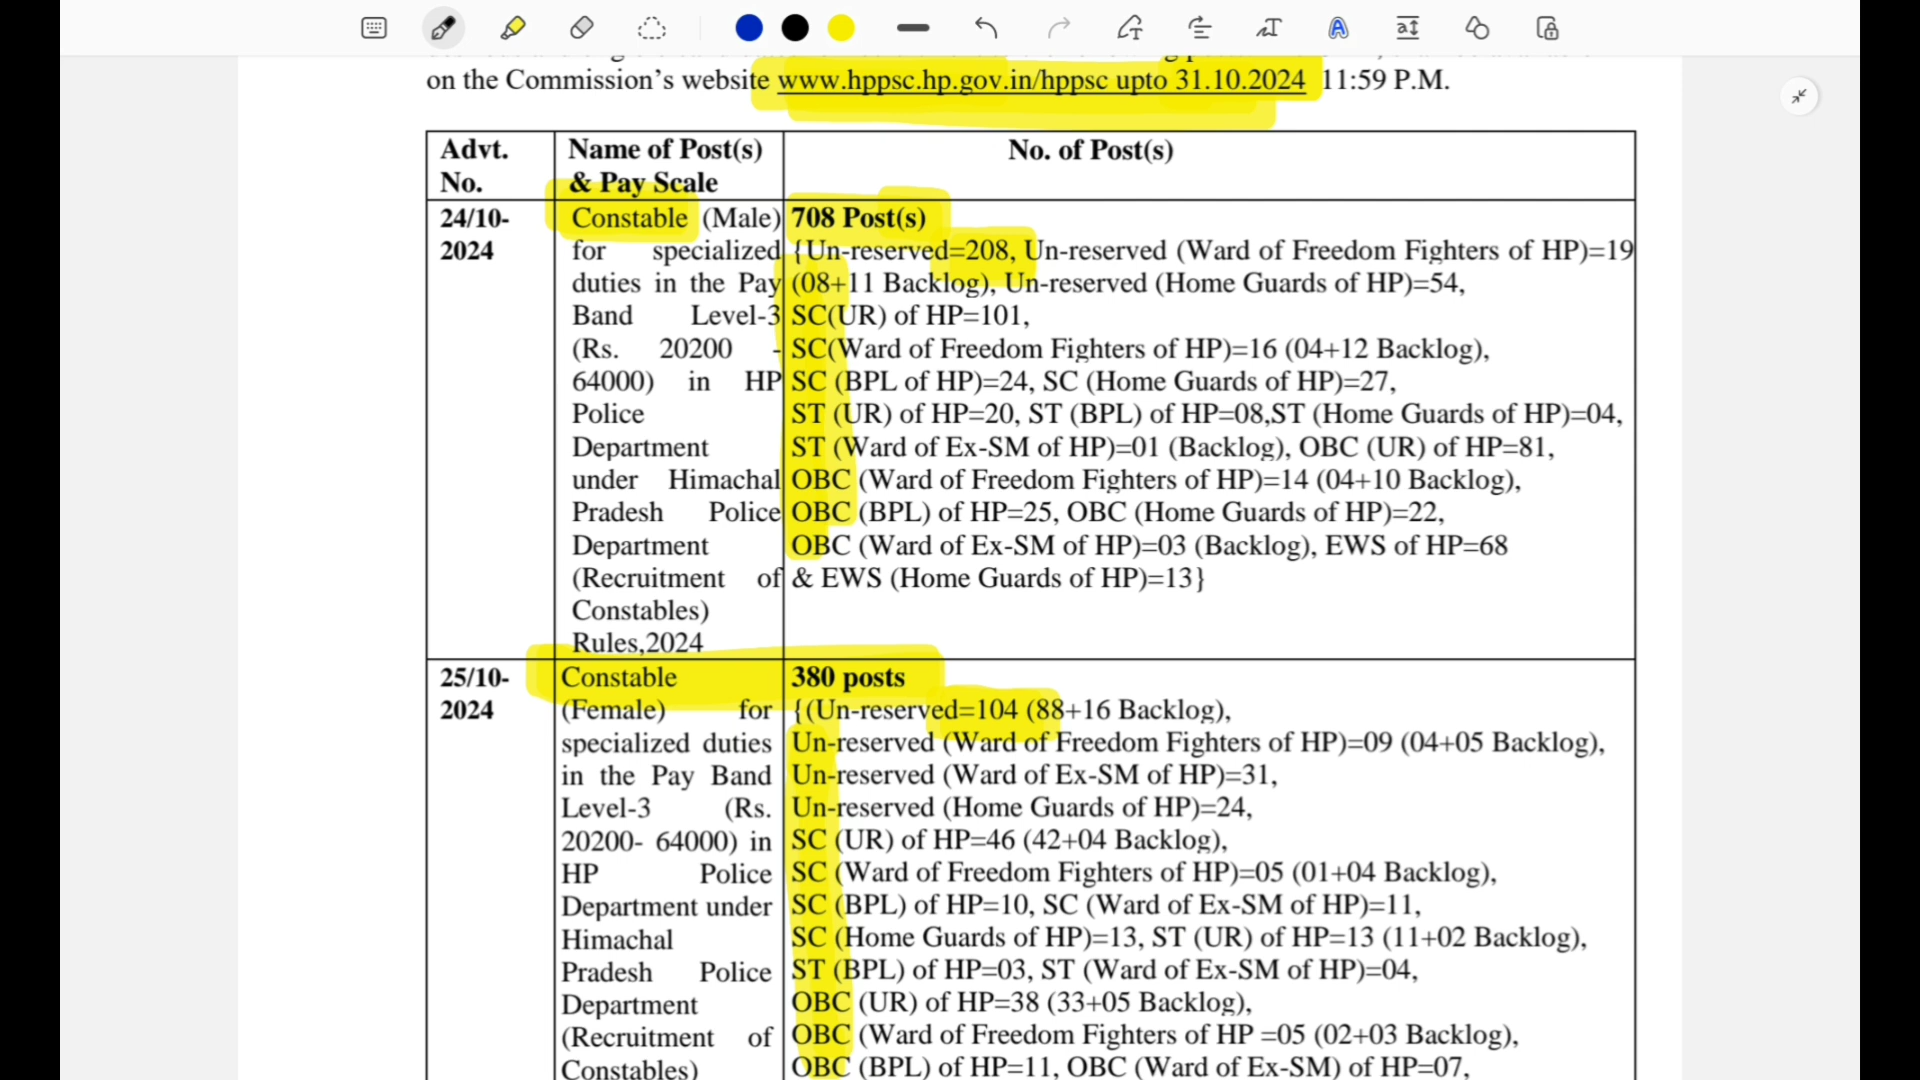 on the Commission's website www.hppsc.hp.gov.in/hppsc upto 31.10.2024 11:59 P.M.
Advt. No.
Name of Post(s) & Pay Scale
No. of Post(s)
24/10-
2024
Constable (Male)
for specialized
duties in the Pay
Band Level-3
(Rs. 20200 -
64000) in HP
Police
Department
under Himachal
Pradesh Police
Department
(Recruitment of
Constables)
Rules,2024
708 Post(s)
{Un-reserved=208, Un-reserved (Ward of Freedom Fighters of HP)=19
(08+11 Backlog), Un-reserved (Home Guards of HP)=54,
SC(UR) of HP=101,
SC(Ward of Freedom Fighters of HP)=16 (04+12 Backlog),
SC (BPL of HP)=24, SC (Home Guards of HP)=27,
ST (UR) of HP=20, ST (BPL) of HP=08,ST (Home Guards of HP)=04,
ST (Ward of Ex-SM of HP)=01 (Backlog), OBC (UR) of HP=81,
OBC (Ward of Freedom Fighters of HP)=14 (04+10 Backlog),
OBC (BPL) of HP=25, OBC (Home Guards of HP)=22,
OBC (Ward of Ex-SM of HP)=03 (Backlog), EWS of HP=68
& EWS (Home Guards of HP)=13}
25/10-
2024
Constable
(Female) for
specialized duties
in the Pay Band
Level-3 (Rs.
20200- 64000) in
HP Police
Department under
Himachal
Pradesh Police
Department
(Recruitment of
Constables)
380 posts
{(Un-reserved=104 (88+16 Backlog),
Un-reserved (Ward of Freedom Fighters of HP)=09 (04+05 Backlog),
Un-reserved (Ward of Ex-SM of HP)=31,
Un-reserved (Home Guards of HP)=24,
SC (UR) of HP=46 (42+04 Backlog),
SC (Ward of Freedom Fighters of HP)=05 (01+04 Backlog),
SC (BPL) of HP=10, SC (Ward of Ex-SM of HP)=11,
SC (Home Guards of HP)=13, ST (UR) of HP=13 (11+02 Backlog),
ST (BPL) of HP=03, ST (Ward of Ex-SM of HP)=04,
OBC (UR) of HP=38 (33+05 Backlog),
OBC (Ward of Freedom Fighters of HP =05 (02+03 Backlog),
OBC (BPL) of HP=11, OBC (Ward of Ex-SM) of HP=07,